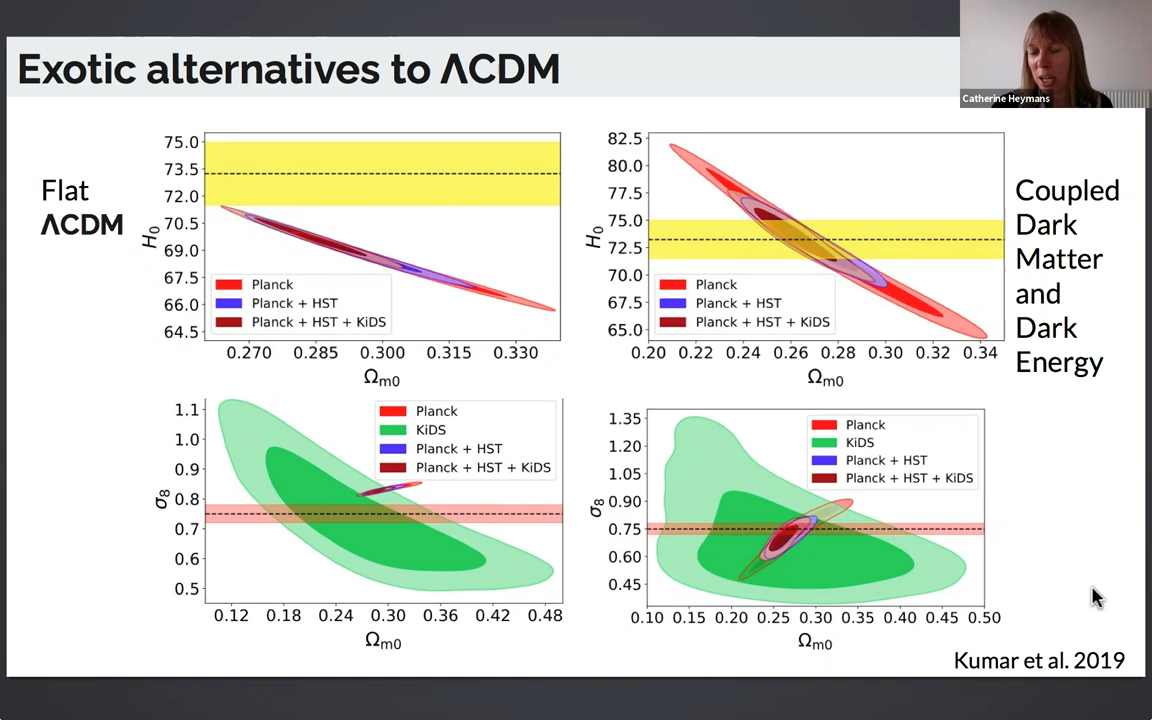 Exotic alternatives to ΛCDM
Catherine Heymans
Flat
ΛCDM
75.0
73.5
72.0
70.5
69.0
67.5
66.0
64.5
H0
Planck
Planck + HST
Planck + HST + KiDS
0.270 0.285 0.300 0.315 0.330
Ωm0
82.5
80.0
77.5
75.0
72.5
70.0
67.5
65.0
H0
Planck
Planck + HST
Planck + HST + KiDS
0.20 0.22 0.24 0.26 0.28 0.30 0.32 0.34
Ωm0
Coupled
Dark
Matter
and
Dark
Energy
1.1
1.0
0.9
0.8
0.7
0.6
0.5
σ8
Planck
KiDS
Planck + HST
Planck + HST + KiDS
0.12 0.18 0.24 0.30 0.36 0.42 0.48
Ωm0
1.35
1.20
1.05
0.90
0.75
0.60
0.45
σ8
Planck
KiDS
Planck + HST
Planck + HST + KiDS
0.10 0.15 0.20 0.25 0.30 0.35 0.40 0.45 0.50
Ωm0
Kumar et al. 2019